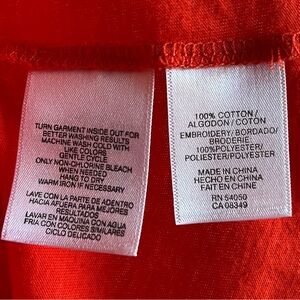 TURN GARMENT INSIDE OUT FOR
BETTER WASHING RESULTS
MACHINE WASH COLD WITH
LIKE COLORS
GENTLE CYCLE
ONLY NON-CHLORINE BLEACH
WHEN NEEDED
HANG TO DRY
WARM IRON IF NECESSARY
LAVE CON LA PARTE DE ADENTRO
HACIA AFUERA PARA MEJORES
RESULTADOS
LAVAR EN MAQUINA CON AGUA
FRIA CON COLORES SIMILARES
CICLO DELICADO
100% COTTON/
ALGODON / COTON
EMBROIDERY/ BORDADO/
BRODERIE
100%POLYESTER/
POLIESTER/POLYESTER
MADE IN CHINA
HECHO EN CHINA
FAIT EN CHINE
RN 54050
CA 08349